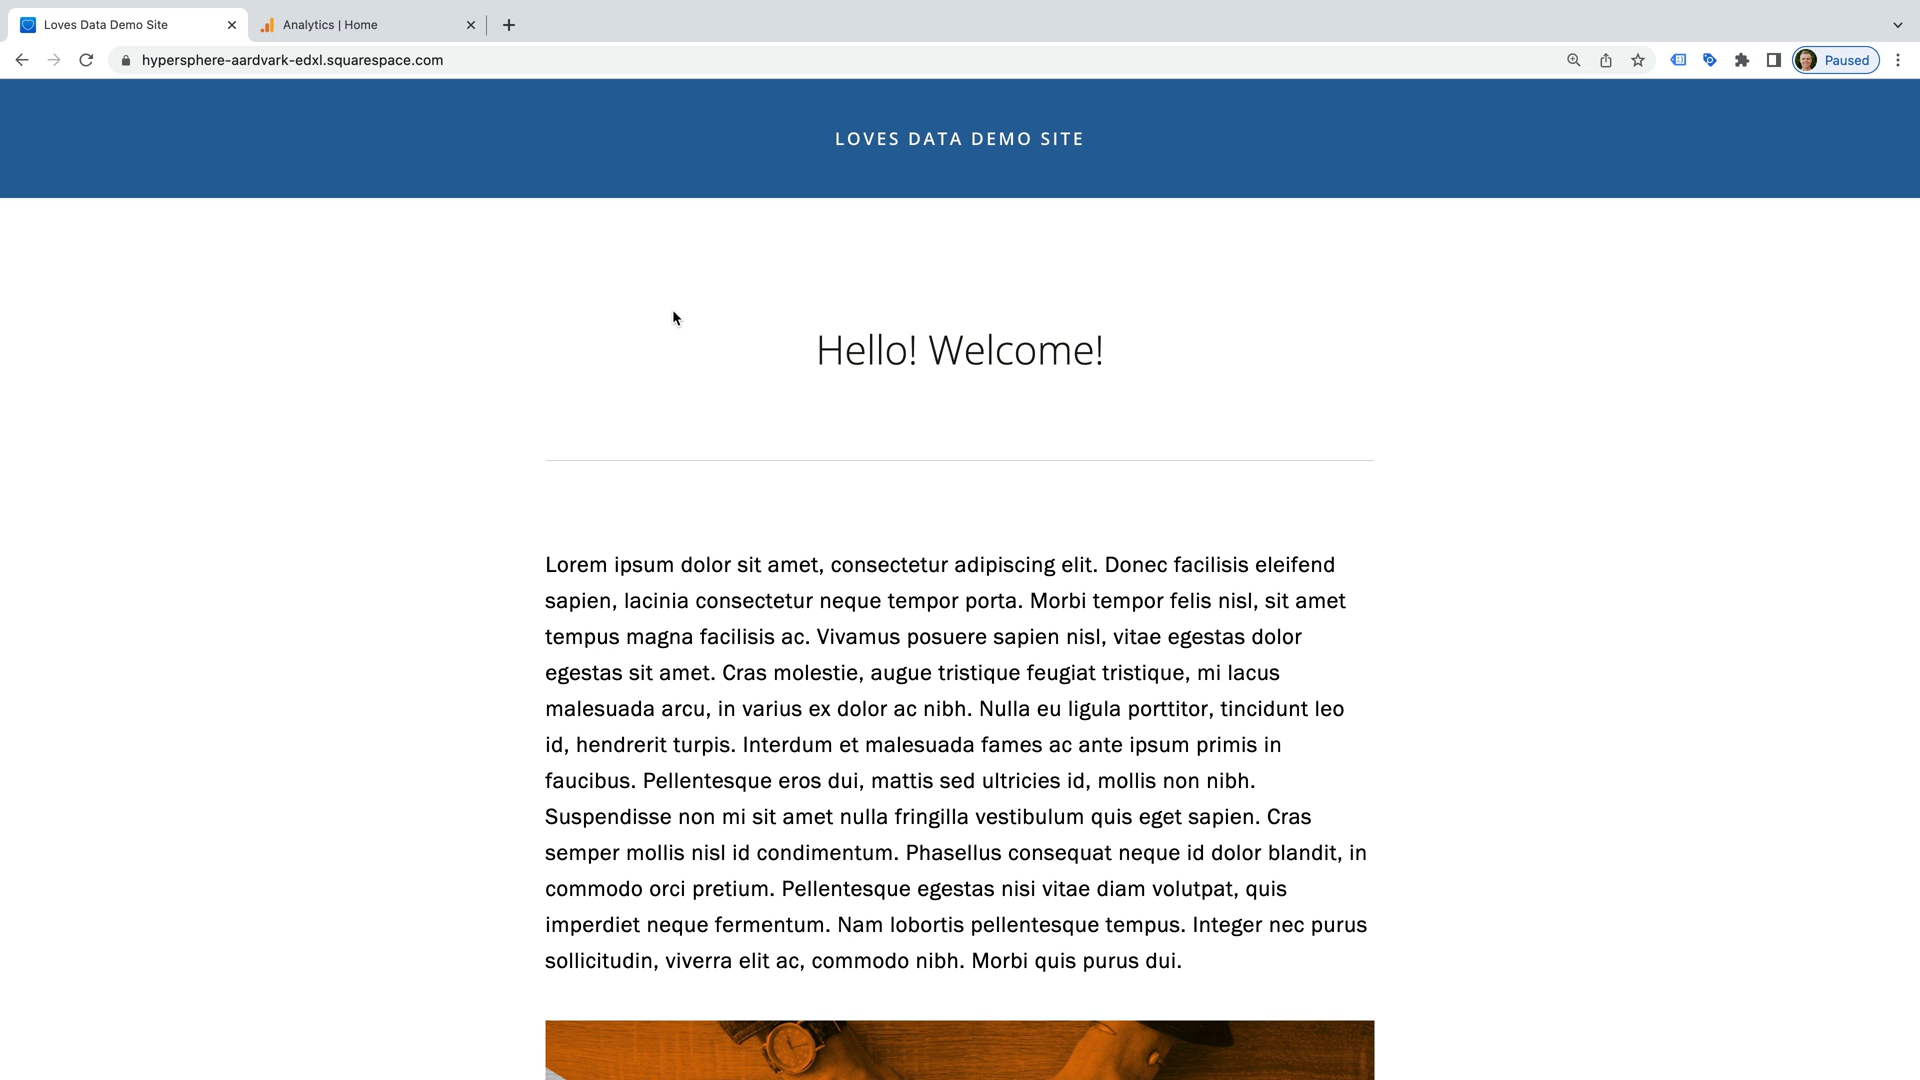 Loves Data Demo Site
Analytics | Home
hypersphere-aardvark-edxl.squarespace.com
Paused
LOVES DATA DEMO SITE
Hello! Welcome!
Lorem ipsum dolor sit amet, consectetur adipiscing elit. Donec facilisis eleifend
sapien, lacinia consectetur neque tempor porta. Morbi tempor felis nisl, sit amet
tempus magna facilisis ac. Vivamus posuere sapien nisl, vitae egestas dolor
egestas sit amet. Cras molestie, augue tristique feugiat tristique, mi lacus
malesuada arcu, in varius ex dolor ac nibh. Nulla eu ligula porttitor, tincidunt leo
id, hendrerit turpis. Interdum et malesuada fames ac ante ipsum primis in
faucibus. Pellentesque eros dui, mattis sed ultricies id, mollis non nibh.
Suspendisse non mi sit amet nulla fringilla vestibulum quis eget sapien. Cras
semper mollis nisl id condimentum. Phasellus consequat neque id dolor blandit, in
commodo orci pretium. Pellentesque egestas nisi vitae diam volutpat, quis
imperdiet neque fermentum. Nam lobortis pellentesque tempus. Integer nec purus
sollicitudin, viverra elit ac, commodo nibh. Morbi quis purus dui.